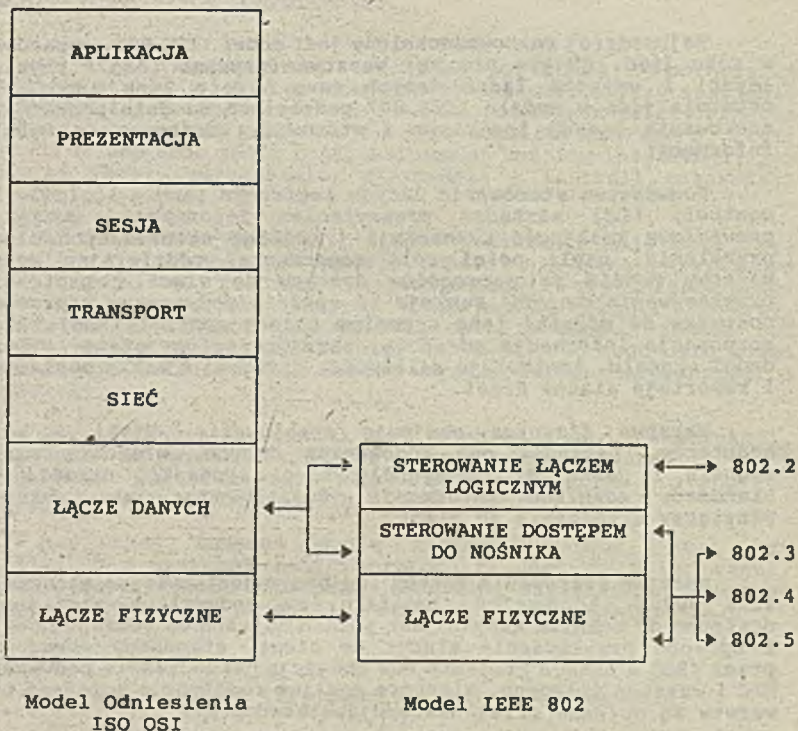 APLIKACJA
PREZENTACJA
SESJA
TRANSPORT
SIEĆ
ŁĄCZE DANYCH
ŁĄCZE FIZYCZNE
STEROWANIE ŁĄCZEM
LOGICZNYM
STEROWANIE DOSTĘPEM
DO NOŚNIKA
ŁĄCZE FIZYCZNE
802.2
802.3
802.4
802.5
Model Odniesienia
ISO OSI
Model IEEE 802